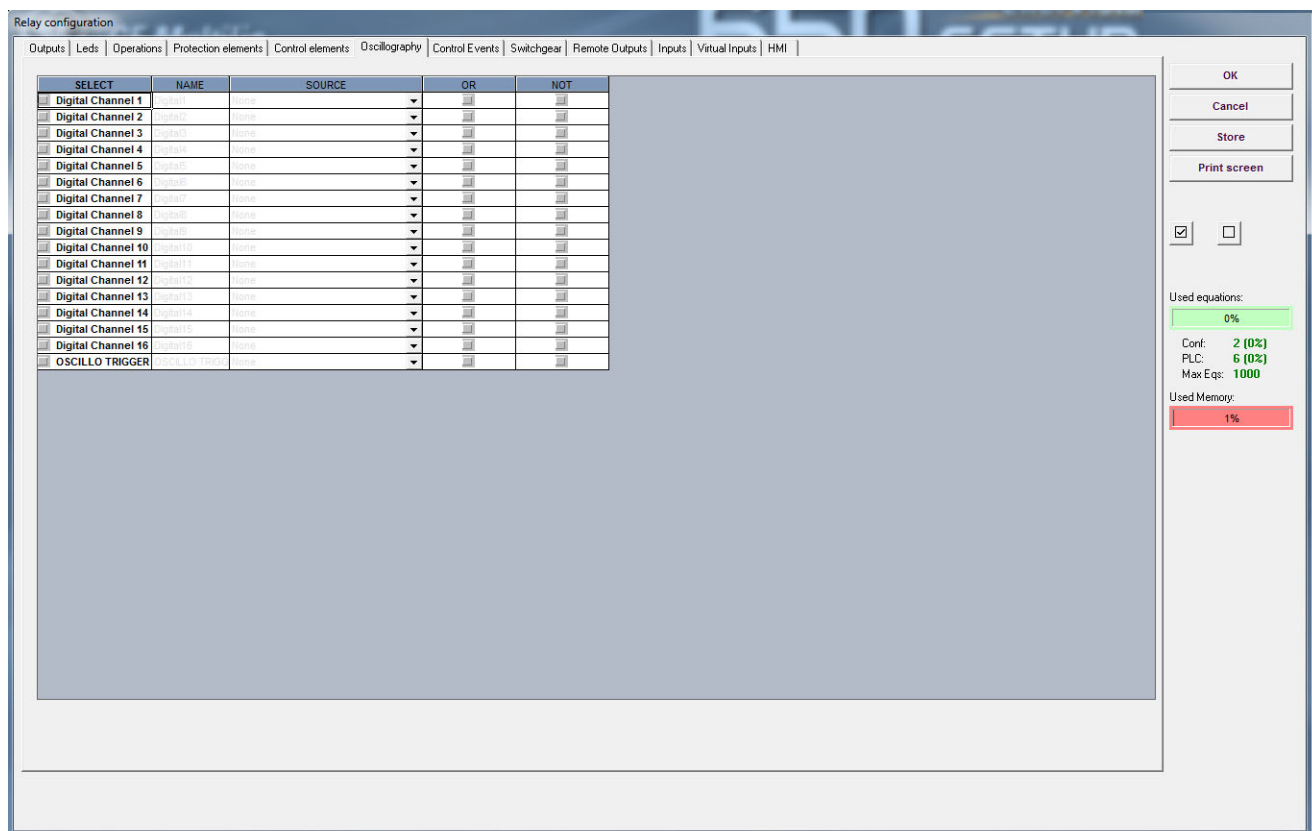 Relay configuration
Outputs Leds Operations Protection elements Control elements Oscillography Control Events Switchgear Remote Outputs Inputs Virtual Inputs HMI
SELECT NAME SOURCE OR NOT
Digital Channel 1 Digital1 None
Digital Channel 2 Digital2 None
Digital Channel 3 Digital3 None
Digital Channel 4 Digital4 None
Digital Channel 5 Digital5 None
Digital Channel 6 Digital6 None
Digital Channel 7 Digital7 None
Digital Channel 8 Digital8 None
Digital Channel 9 Digital9 None
Digital Channel 10 Digital10 None
Digital Channel 11 Digital11 None
Digital Channel 12 Digital12 None
Digital Channel 13 Digital13 None
Digital Channel 14 Digital14 None
Digital Channel 15 Digital15 None
Digital Channel 16 Digital16 None
OSCILLO TRIGGER OSCILLO TRIGG None
OK
Cancel
Store
Print screen
Used equations:
0%
Conf: 2 (0%)
PLC: 6 (0%)
Max Eqs: 1000
Used Memory:
1%